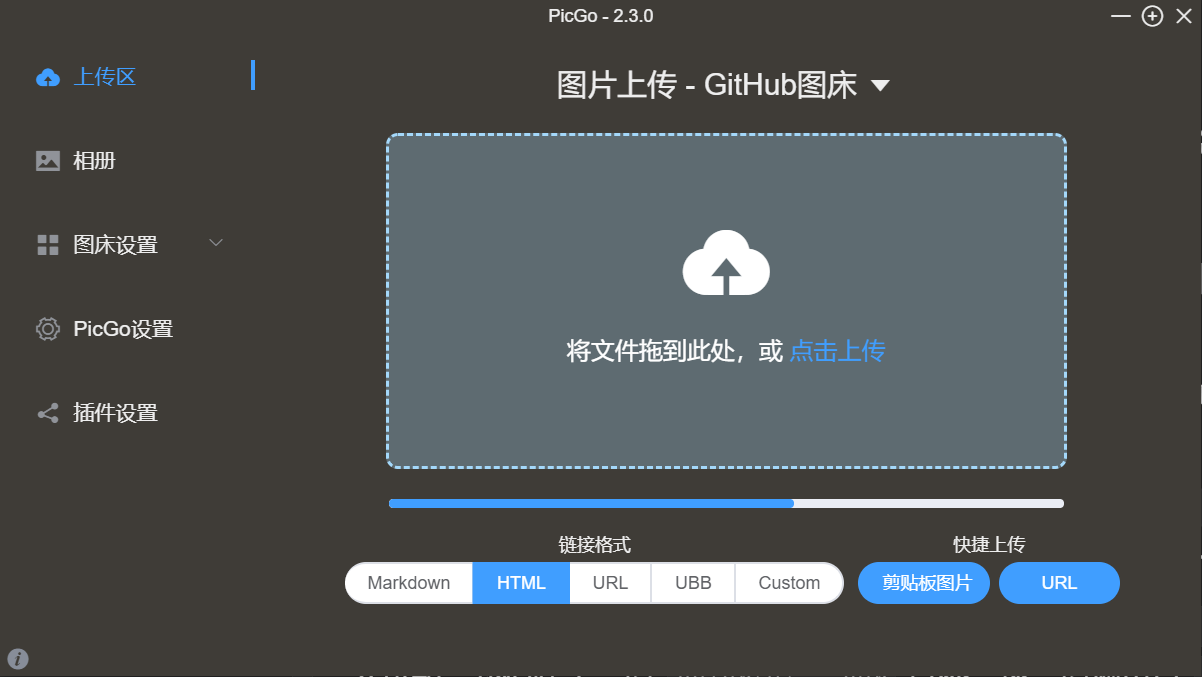 PicGo - 2.3.0
上传区
相册
图床设置
PicGo设置
插件设置
图片上传 - GitHub图床
将文件拖到此处，或 点击上传
链接格式
Markdown HTML URL UBB Custom
快捷上传
剪贴板图片 URL